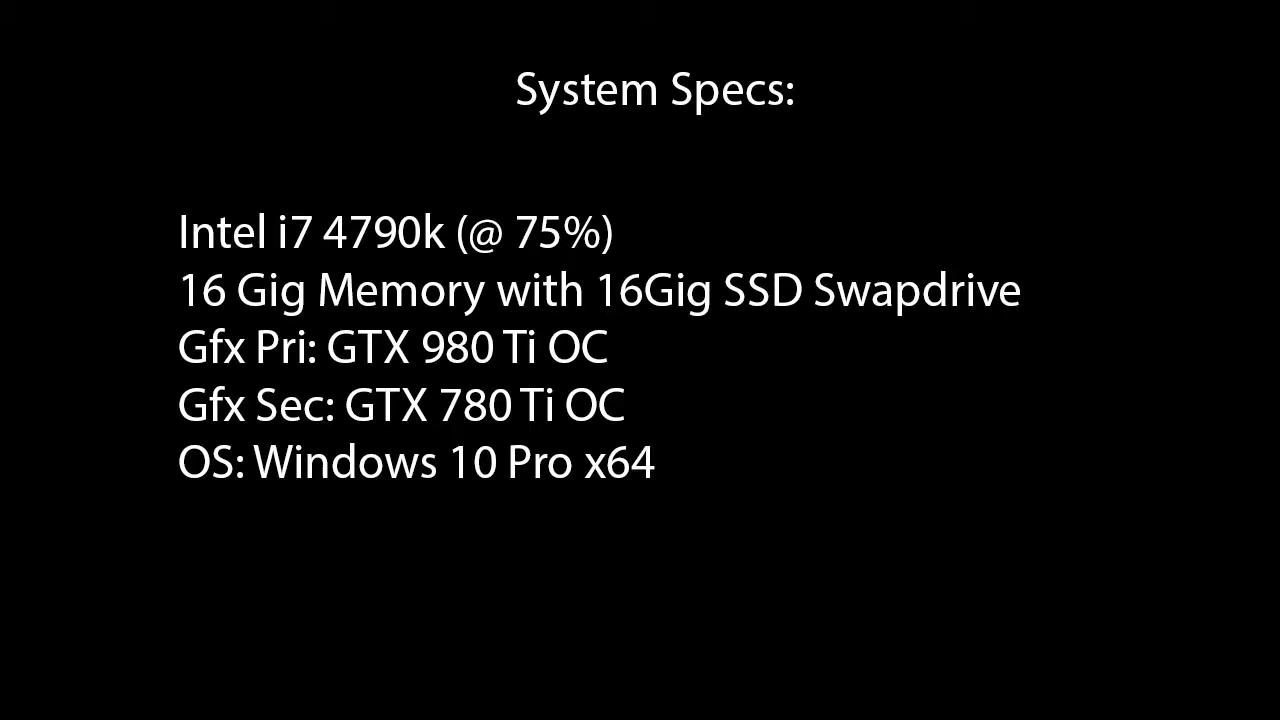 System Specs:
Intel i7 4790k (@ 75%)
16 Gig Memory with 16Gig SSD Swapdrive
Gfx Pri: GTX 980 Ti OC
Gfx Sec: GTX 780 Ti OC
OS: Windows 10 Pro x64